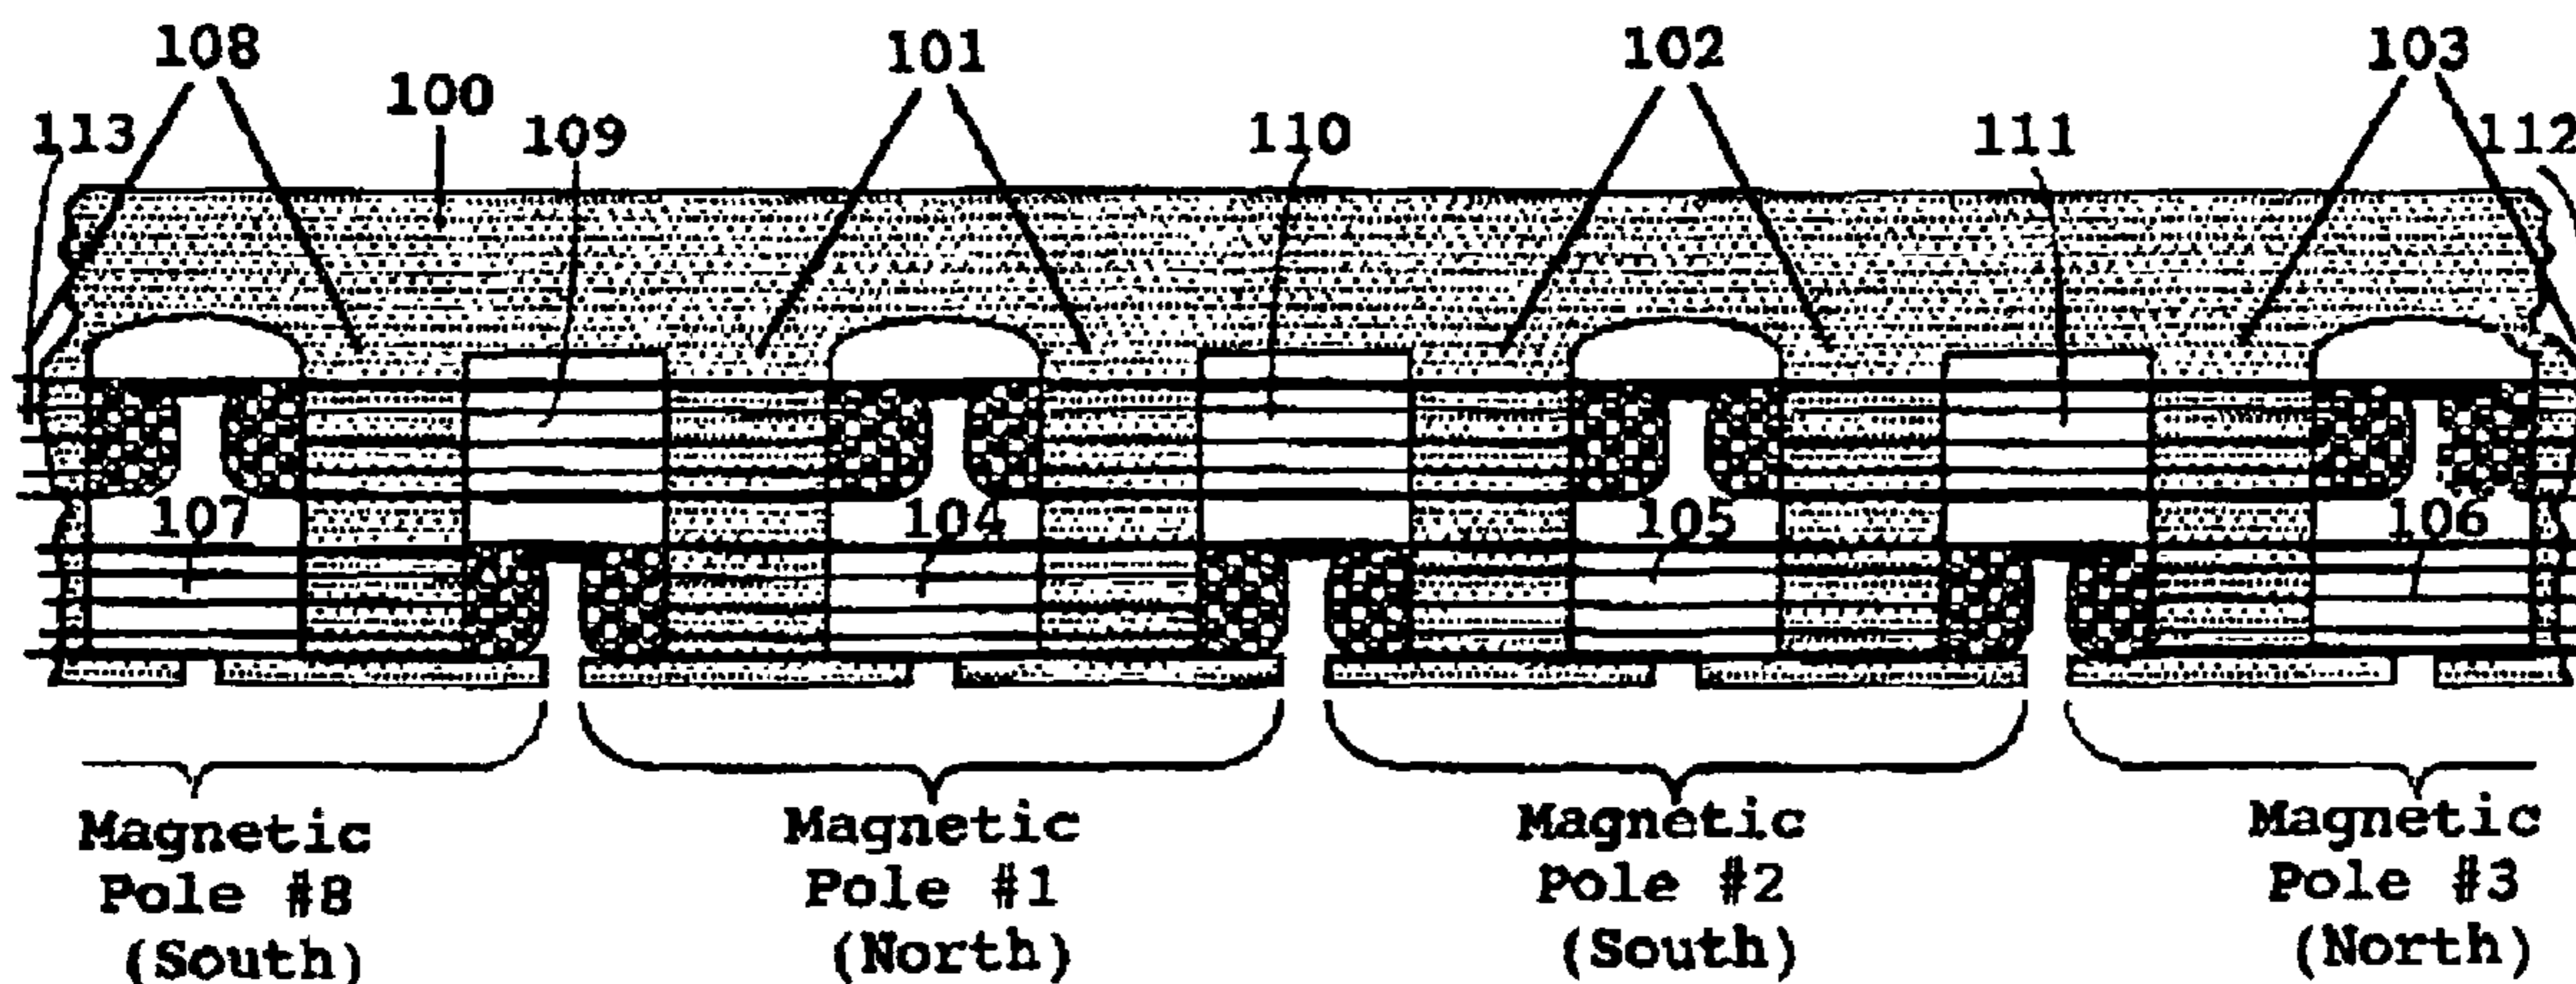 108 101 102 103
100
113 109 110 111 112
107 104 105 106
Magnetic Pole #8 (South)
Magnetic Pole #1 (North)
Magnetic Pole #2 (South)
Magnetic Pole #3 (North)